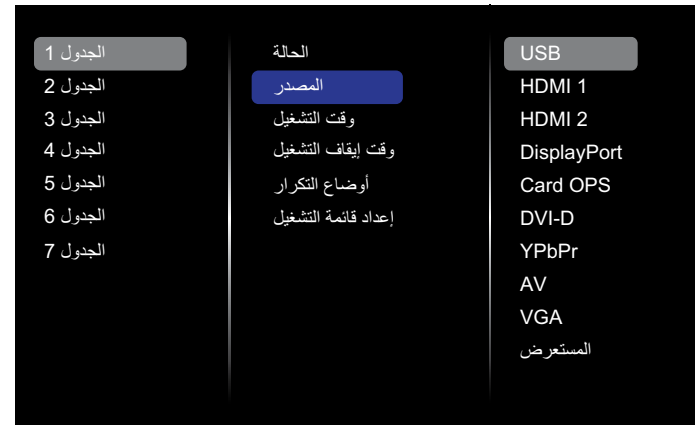 الجدول 1
الجدول 2
الجدول 3
الجدول 4
الجدول 5
الجدول 6
الجدول 7
الحالة
المصدر
وقت التشغيل
وقت إيقاف التشغيل
أوضاع التكرار
إعداد قائمة التشغيل
USB
HDMI 1
HDMI 2
DisplayPort
Card OPS
DVI-D
YPbPr
AV
VGA
المستعرض